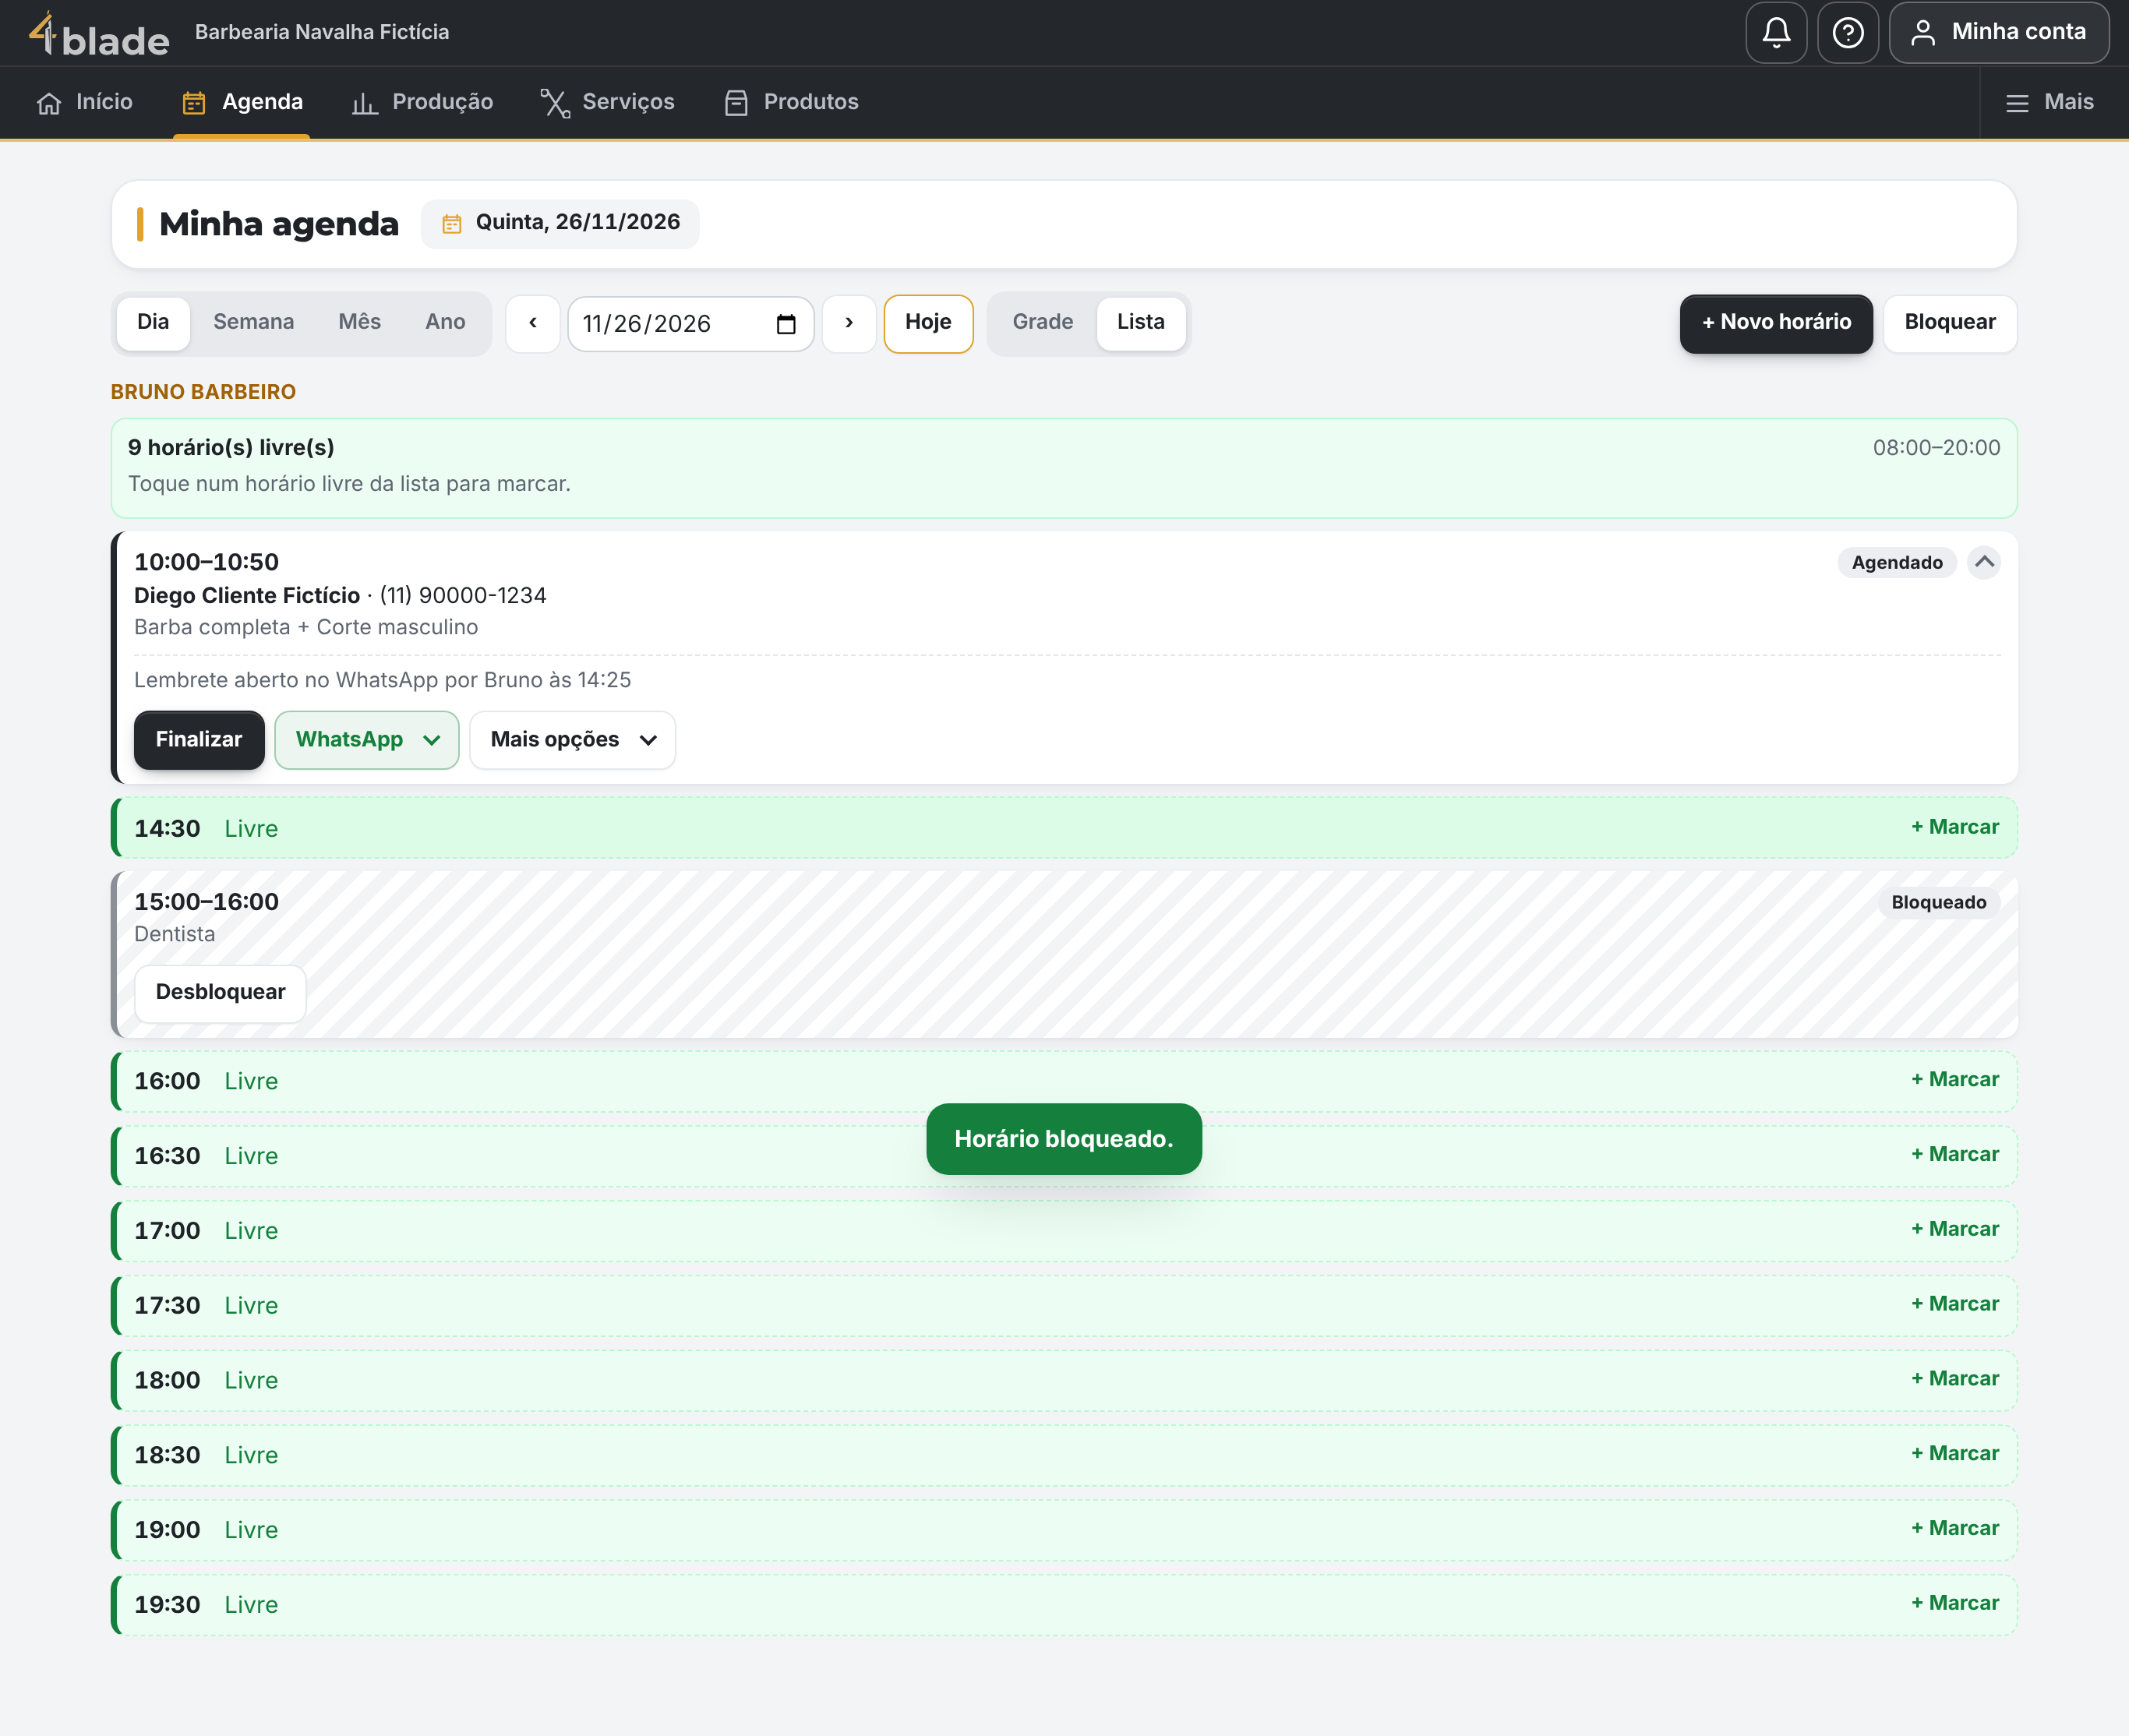 4blade
Barbearia Navalha Fictícia
Minha conta
Início
Agenda
Produção
Serviços
Produtos
Mais
Minha agenda
Quinta, 26/11/2026
Dia
Semana
Mês
Ano
‹
11/26/2026
›
Hoje
Grade
Lista
+ Novo horário
Bloquear
BRUNO BARBEIRO
9 horário(s) livre(s)
08:00–20:00
Toque num horário livre da lista para marcar.
10:00–10:50
Agendado
Diego Cliente Fictício · (11) 90000-1234
Barba completa + Corte masculino
Lembrete aberto no WhatsApp por Bruno às 14:25
Finalizar
WhatsApp
Mais opções
14:30 Livre
+ Marcar
15:00–16:00
Bloqueado
Dentista
Desbloquear
16:00 Livre
+ Marcar
Horário bloqueado.
16:30 Livre
+ Marcar
17:00 Livre
+ Marcar
17:30 Livre
+ Marcar
18:00 Livre
+ Marcar
18:30 Livre
+ Marcar
19:00 Livre
+ Marcar
19:30 Livre
+ Marcar